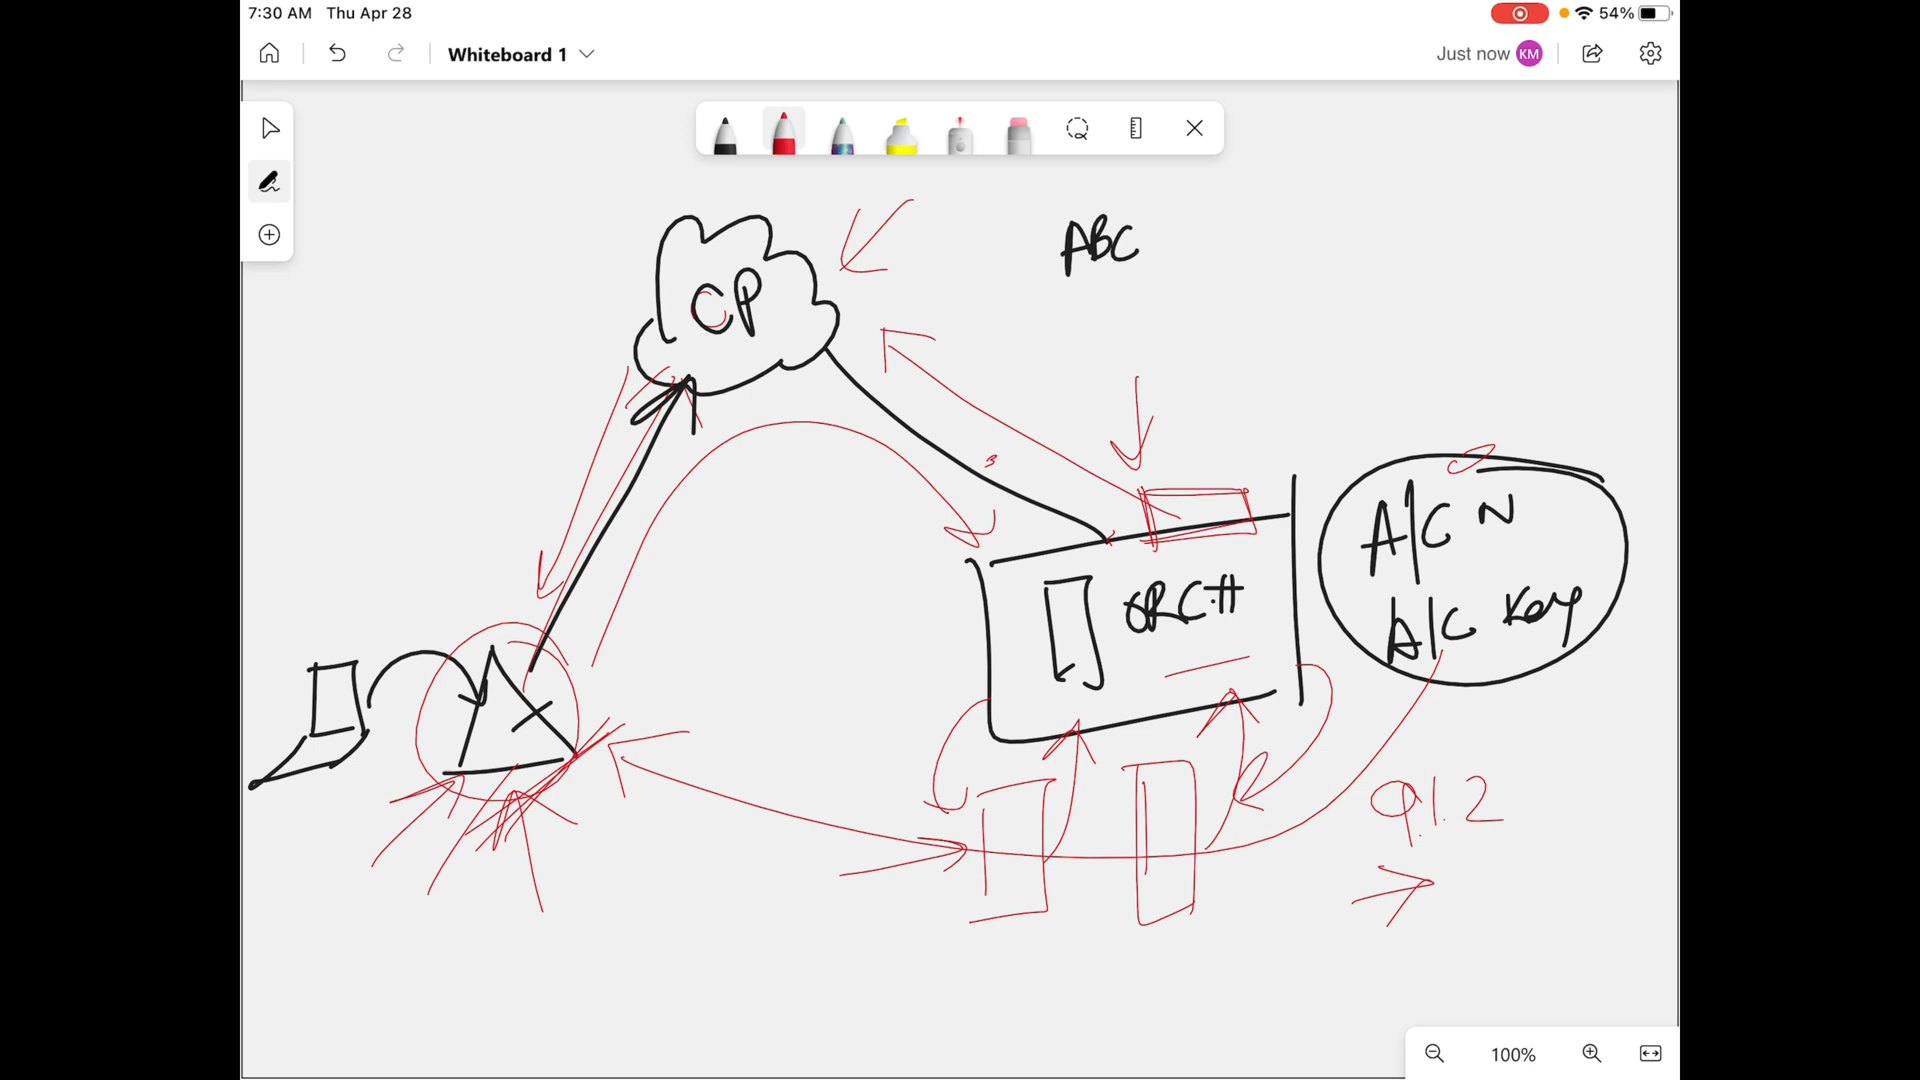 7:30 AM Thu Apr 28
54%
Whiteboard 1
Just now KM
ABC
CP
A/C N
ORCH
A/C Key
9.1.2
100%